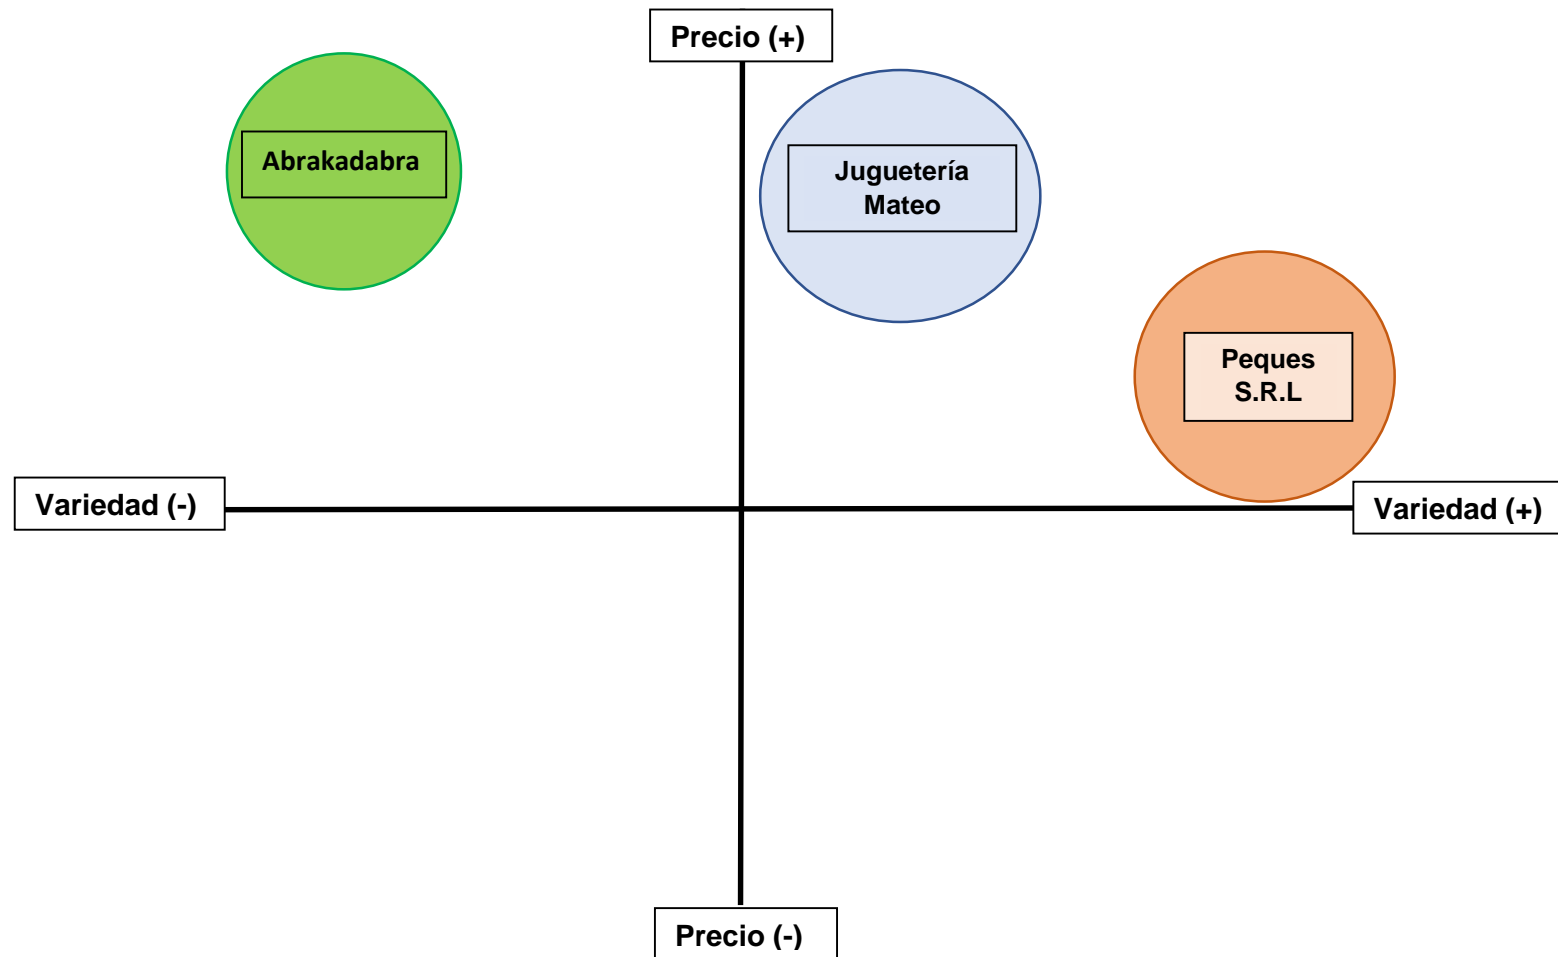 Precio (+)
Abrakadabra
Juguetería
Mateo
Peques
S.R.L
Variedad (-)
Variedad (+)
Precio (-)